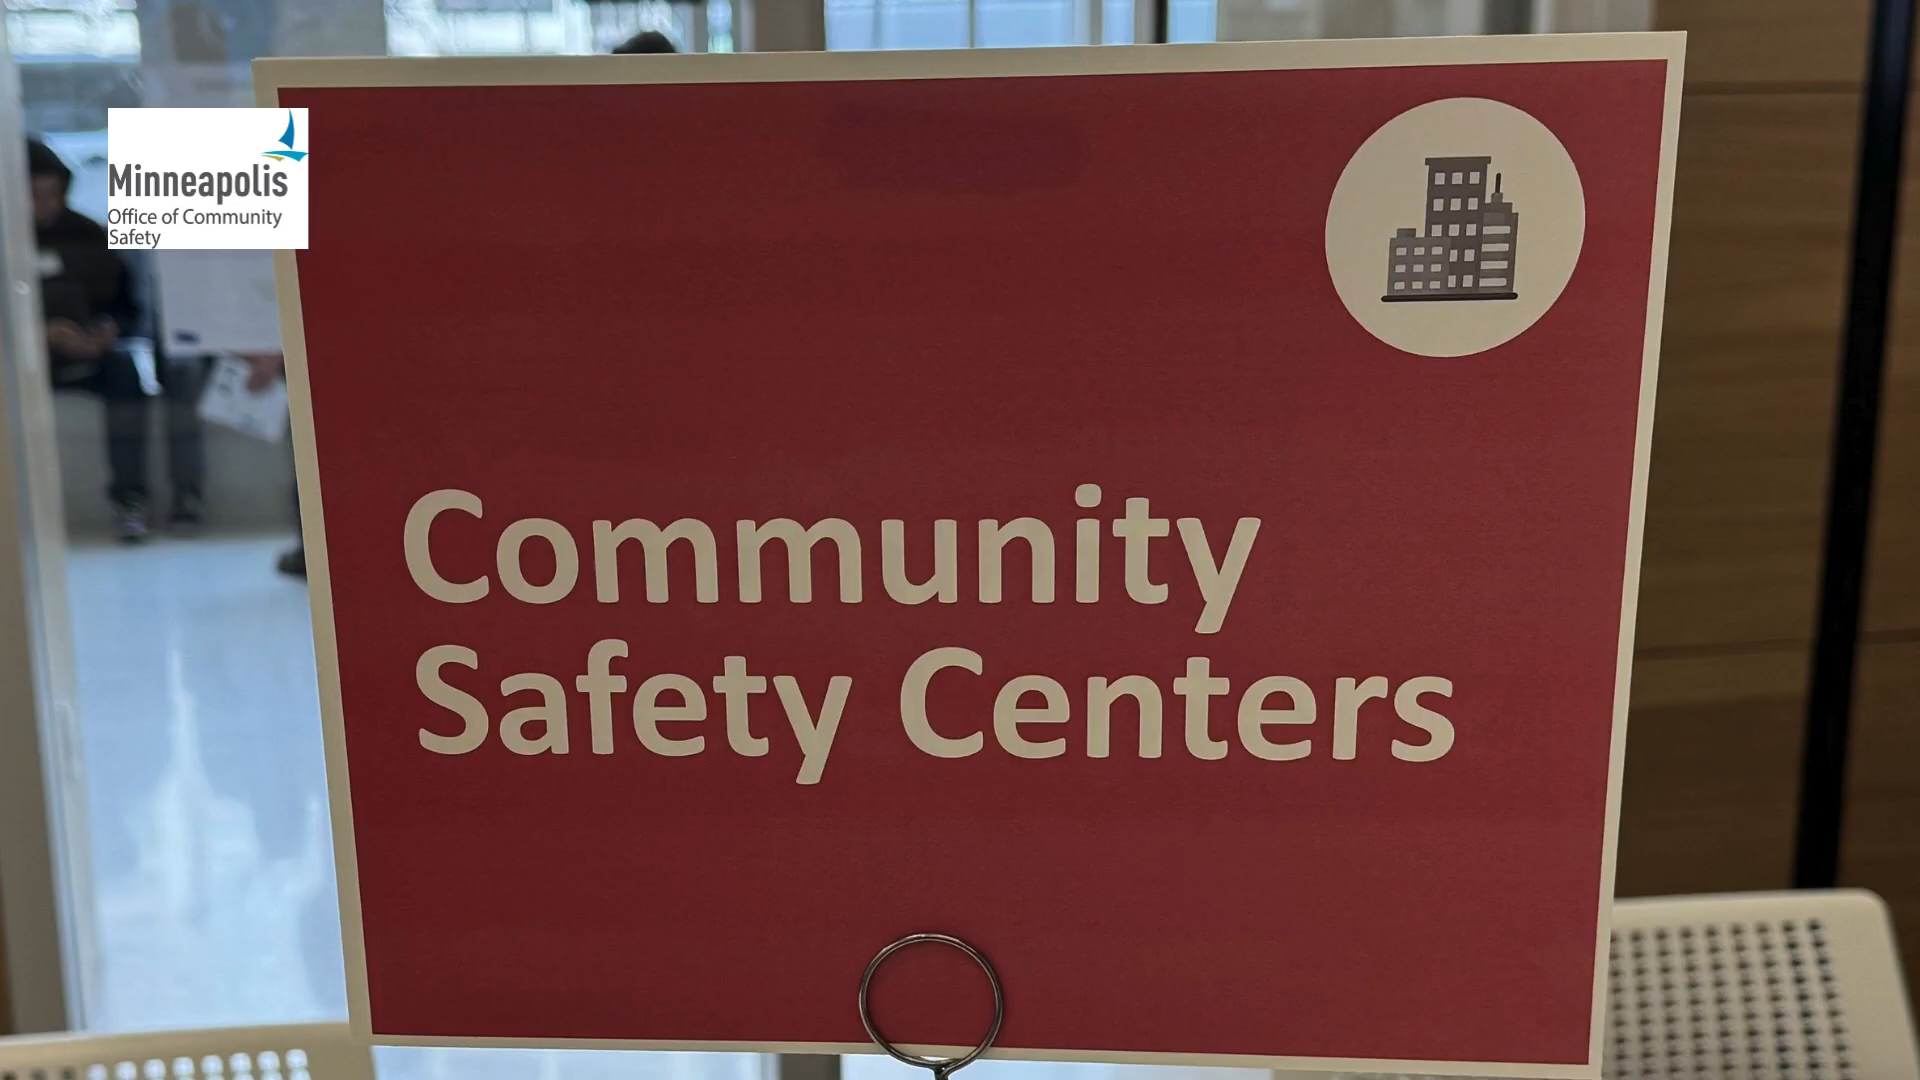 Minneapolis
Office of Community
Safety
Community
Safety Centers